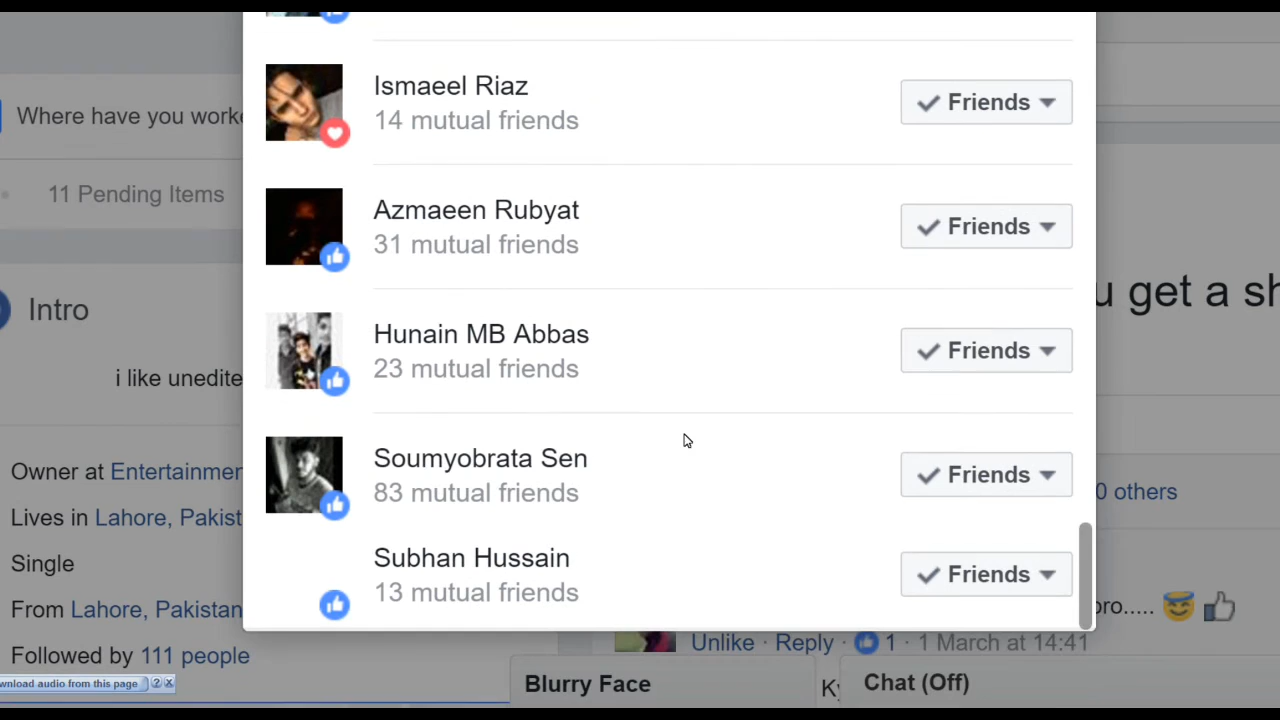 Ismaeel Riaz
14 mutual friends
Friends
Where have you worke
11 Pending Items
Azmaeen Rubyat
31 mutual friends
Friends
Intro
u get a sh
Hunain MB Abbas
23 mutual friends
Friends
i like unedite
Soumyobrata Sen
83 mutual friends
Friends
Owner at Entertainmen
0 others
Lives in Lahore, Pakist
Single
Subhan Hussain
13 mutual friends
Friends
From Lahore, Pakistan
oro.....
Unlike · Reply · 1 · 1 March at 14:41
Followed by 111 people
wnload audio from this page ? x
Blurry Face
Ky
Chat (Off)